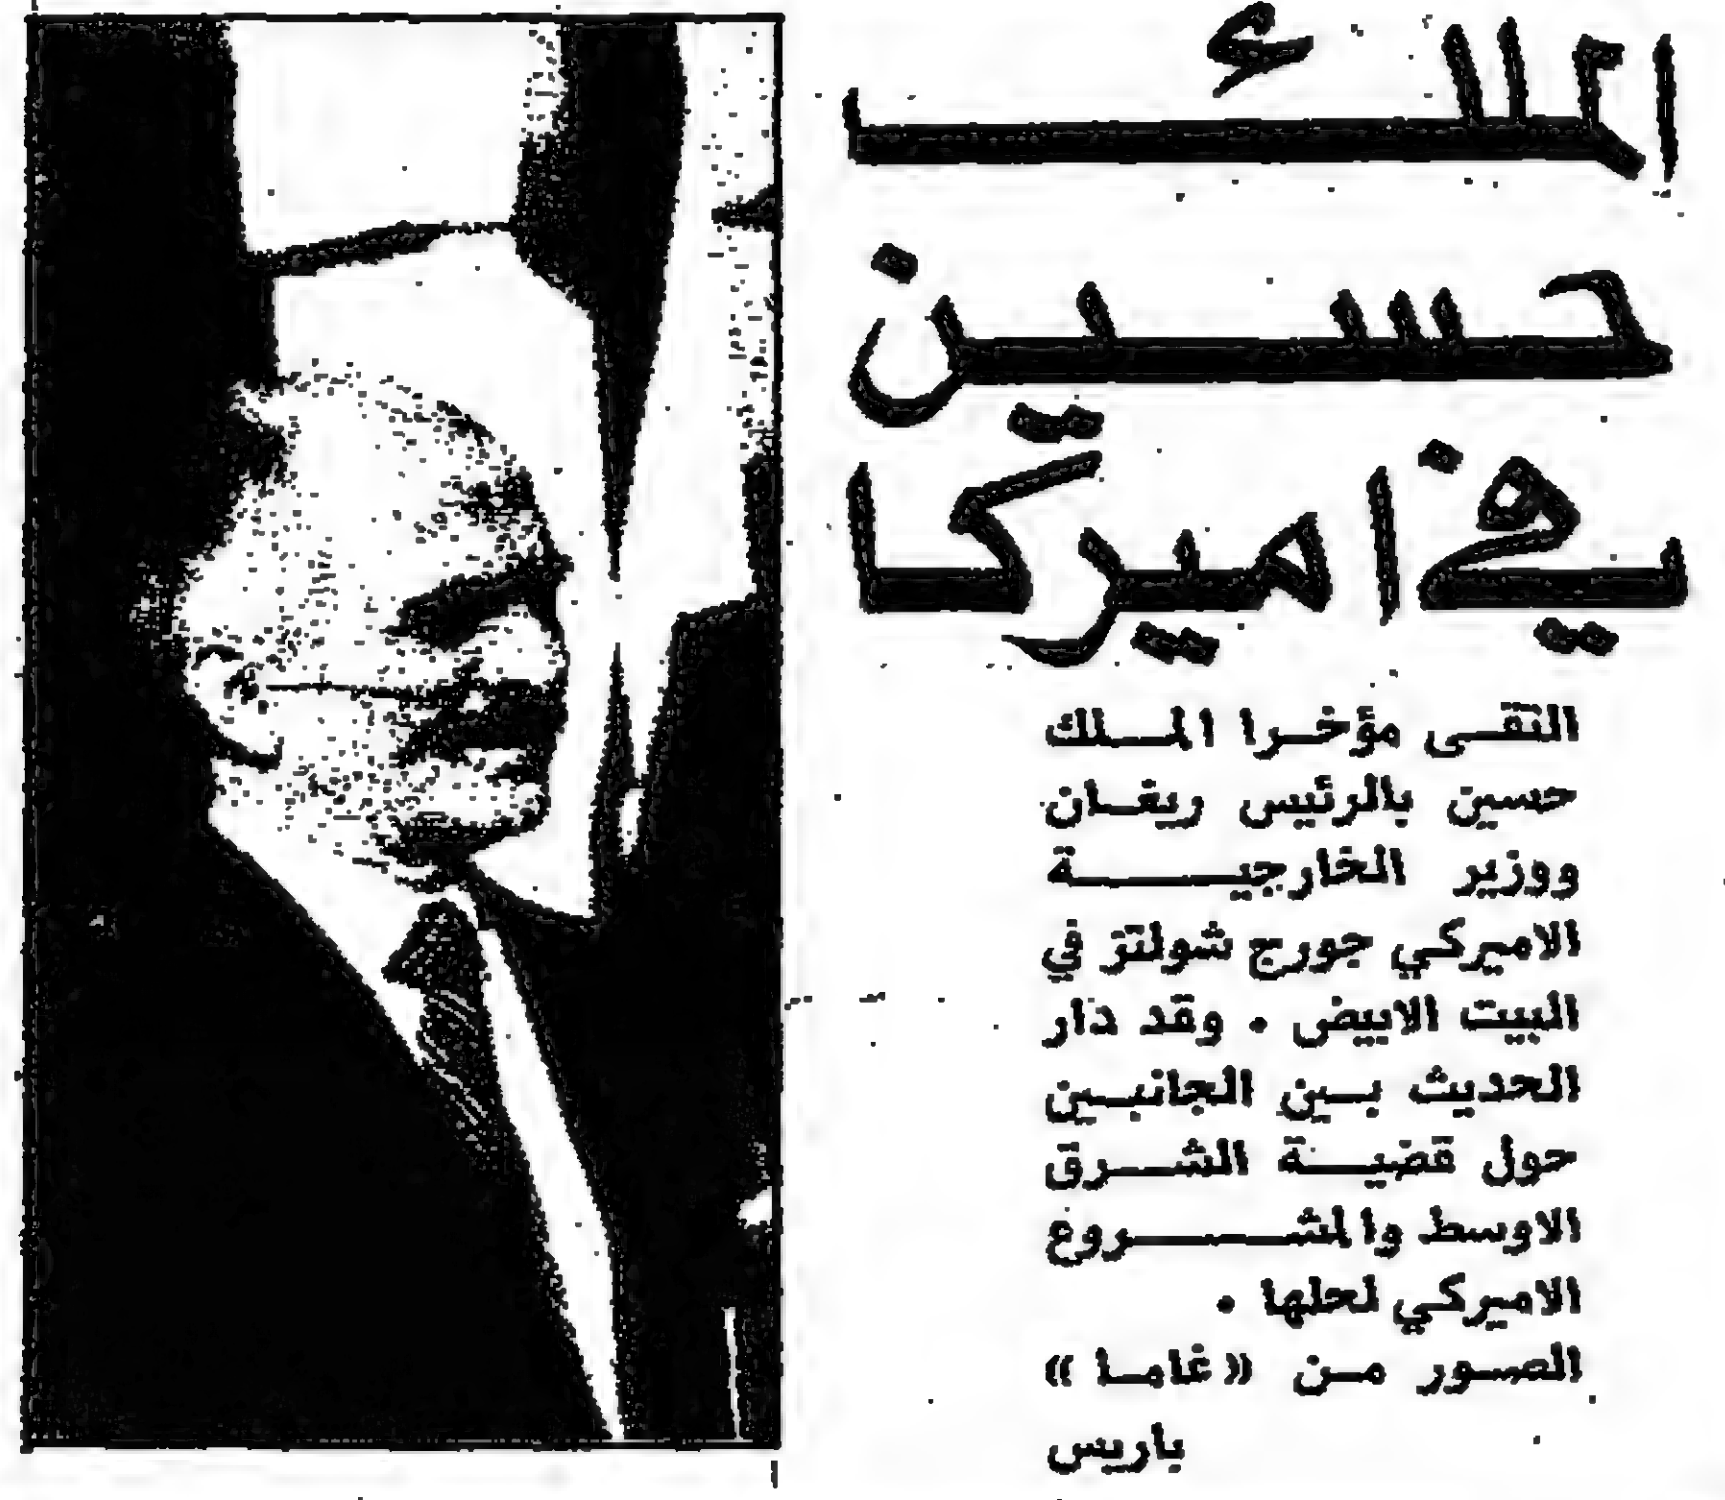 الملك
حسين
في اميركا
التقى مؤخرا الملك
حسين بالرئيس ريغان
ووزير الخارجية
الاميركي جورج شولتز في
البيت الابيض . وقد دار
الحديث بين الجانبين
حول قضية الشرق
الاوسط والمشروع
الاميركي لحلها .
الصور من «غاما»
باريس